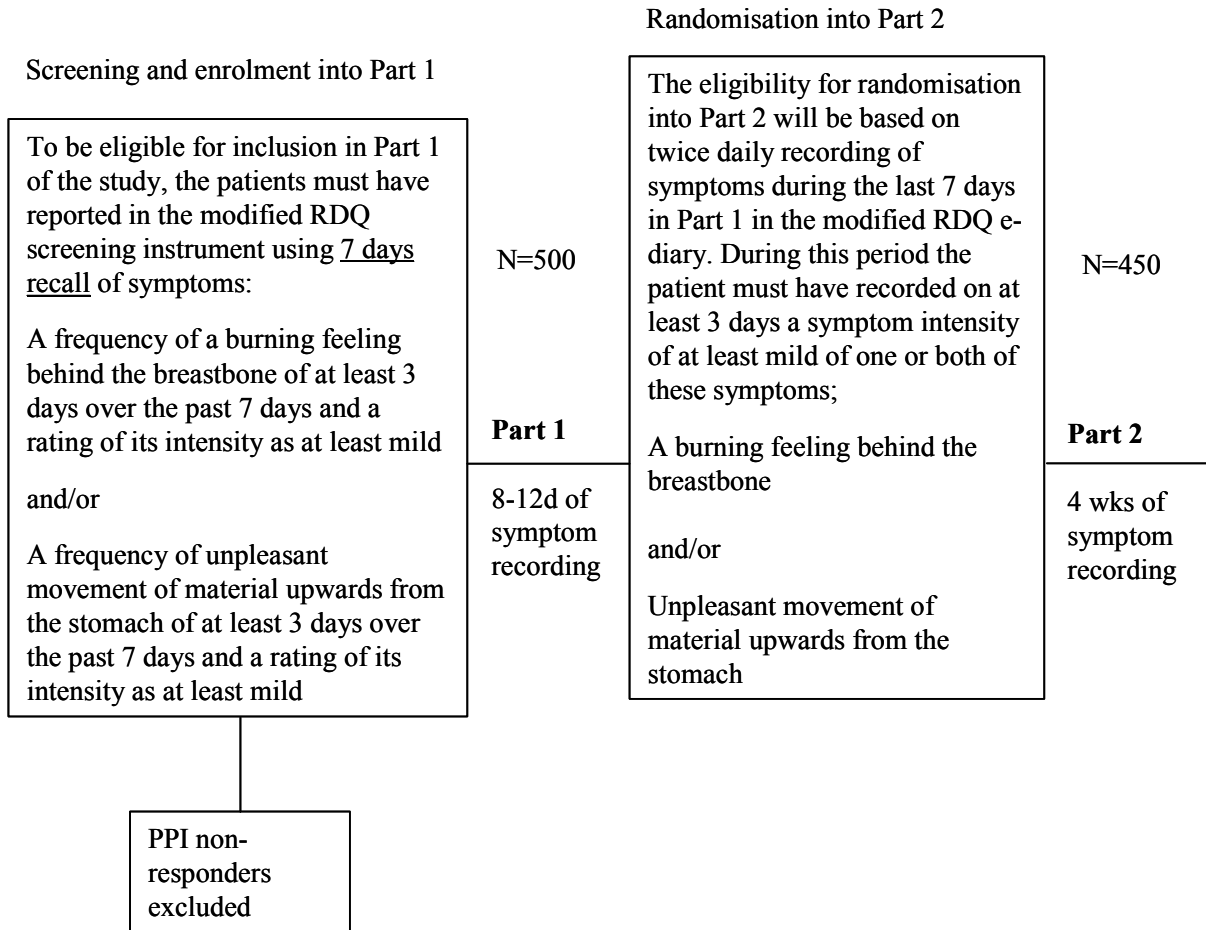 Screening and enrolment into Part 1
To be eligible for inclusion in Part 1
of the study, the patients must have
reported in the modified RDQ
screening instrument using 7 days
recall of symptoms:
A frequency of a burning feeling
behind the breastbone of at least 3
days over the past 7 days and a
rating of its intensity as at least mild
and/or
A frequency of unpleasant
movement of material upwards from
the stomach of at least 3 days over
the past 7 days and a rating of its
intensity as at least mild
PPI non-
responders
excluded
N=500
Part 1
8-12d of
symptom
recording
Randomisation into Part 2
The eligibility for randomisation
into Part 2 will be based on
twice daily recording of
symptoms during the last 7 days
in Part 1 in the modified RDQ e-
diary. During this period the
patient must have recorded on at
least 3 days a symptom intensity
of at least mild of one or both of
these symptoms;
A burning feeling behind the
breastbone
and/or
Unpleasant movement of
material upwards from the
stomach
N=450
Part 2
4 wks of
symptom
recording